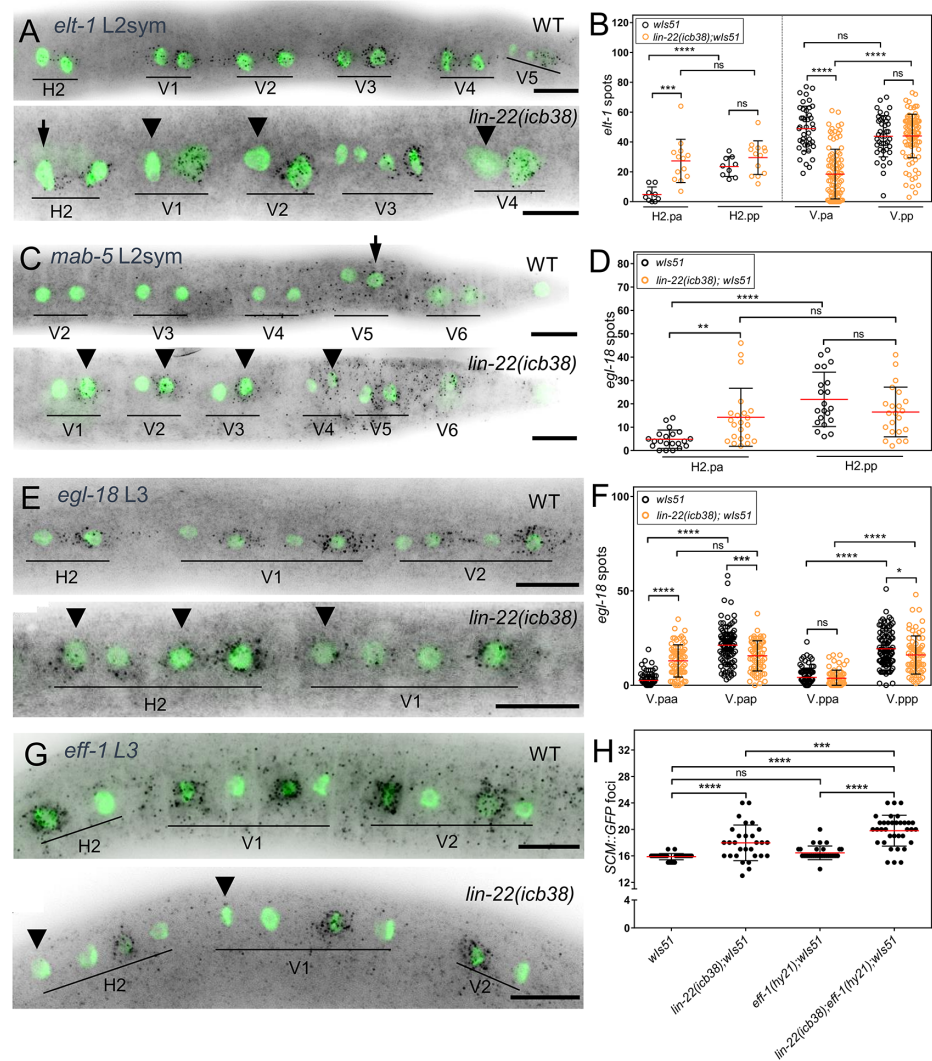 A elt-1 L2sym WT
H2 V1 V2 V3 V4 V5
lin-22(icb38)
H2 V1 V2 V3 V4
B
wIs51
lin-22(icb38);wIs51
elt-1 spots
120
100
80
60
40
20
0
**** ns
*** ns **** **** ns
H2.pa H2.pp V.pa V.pp
C mab-5 L2sym WT
V2 V3 V4 V5 V6
lin-22(icb38)
V1 V2 V3 V4 V5 V6
D
wIs51
lin-22(icb38); wIs51
egl-18 spots
80
70
60
50
40
30
20
10
0
****
ns
** ns
H2.pa H2.pp
E egl-18 L3 WT
H2 V1 V2
lin-22(icb38)
H2 V1
F
wIs51
lin-22(icb38); wIs51
egl-18 spots
100
50
0
**** ****
ns ****
**** *** ns *
V.paa V.pap V.ppa V.ppp
G eff-1 L3 WT
H2 V1 V2
lin-22(icb38)
H2 V1 V2
H
SCM::GFP foci
32
28
24
20
16
12
4
0
***
****
ns
**** ****
wIs51
lin-22(icb38);wIs51
eff-1(hy21);wIs51
lin-22(icb38);eff-1(hy21);wIs51